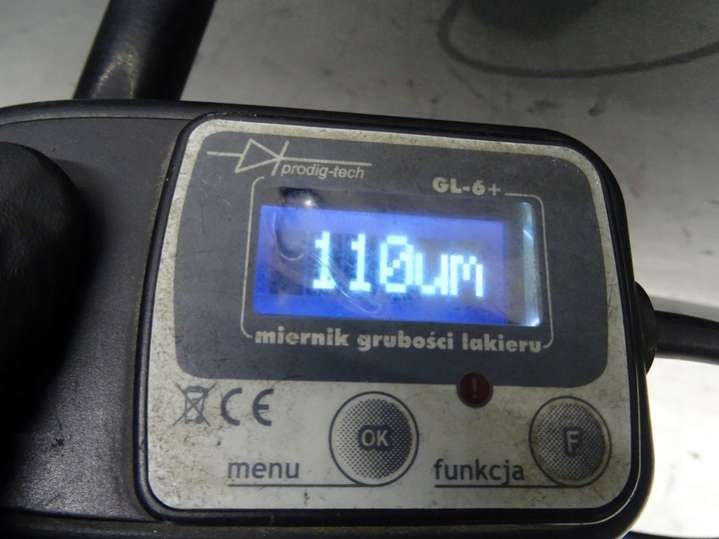 prodig-tech
GL-6+
110um
miernik grubości lakieru
CE
OK
F
menu
funkcja